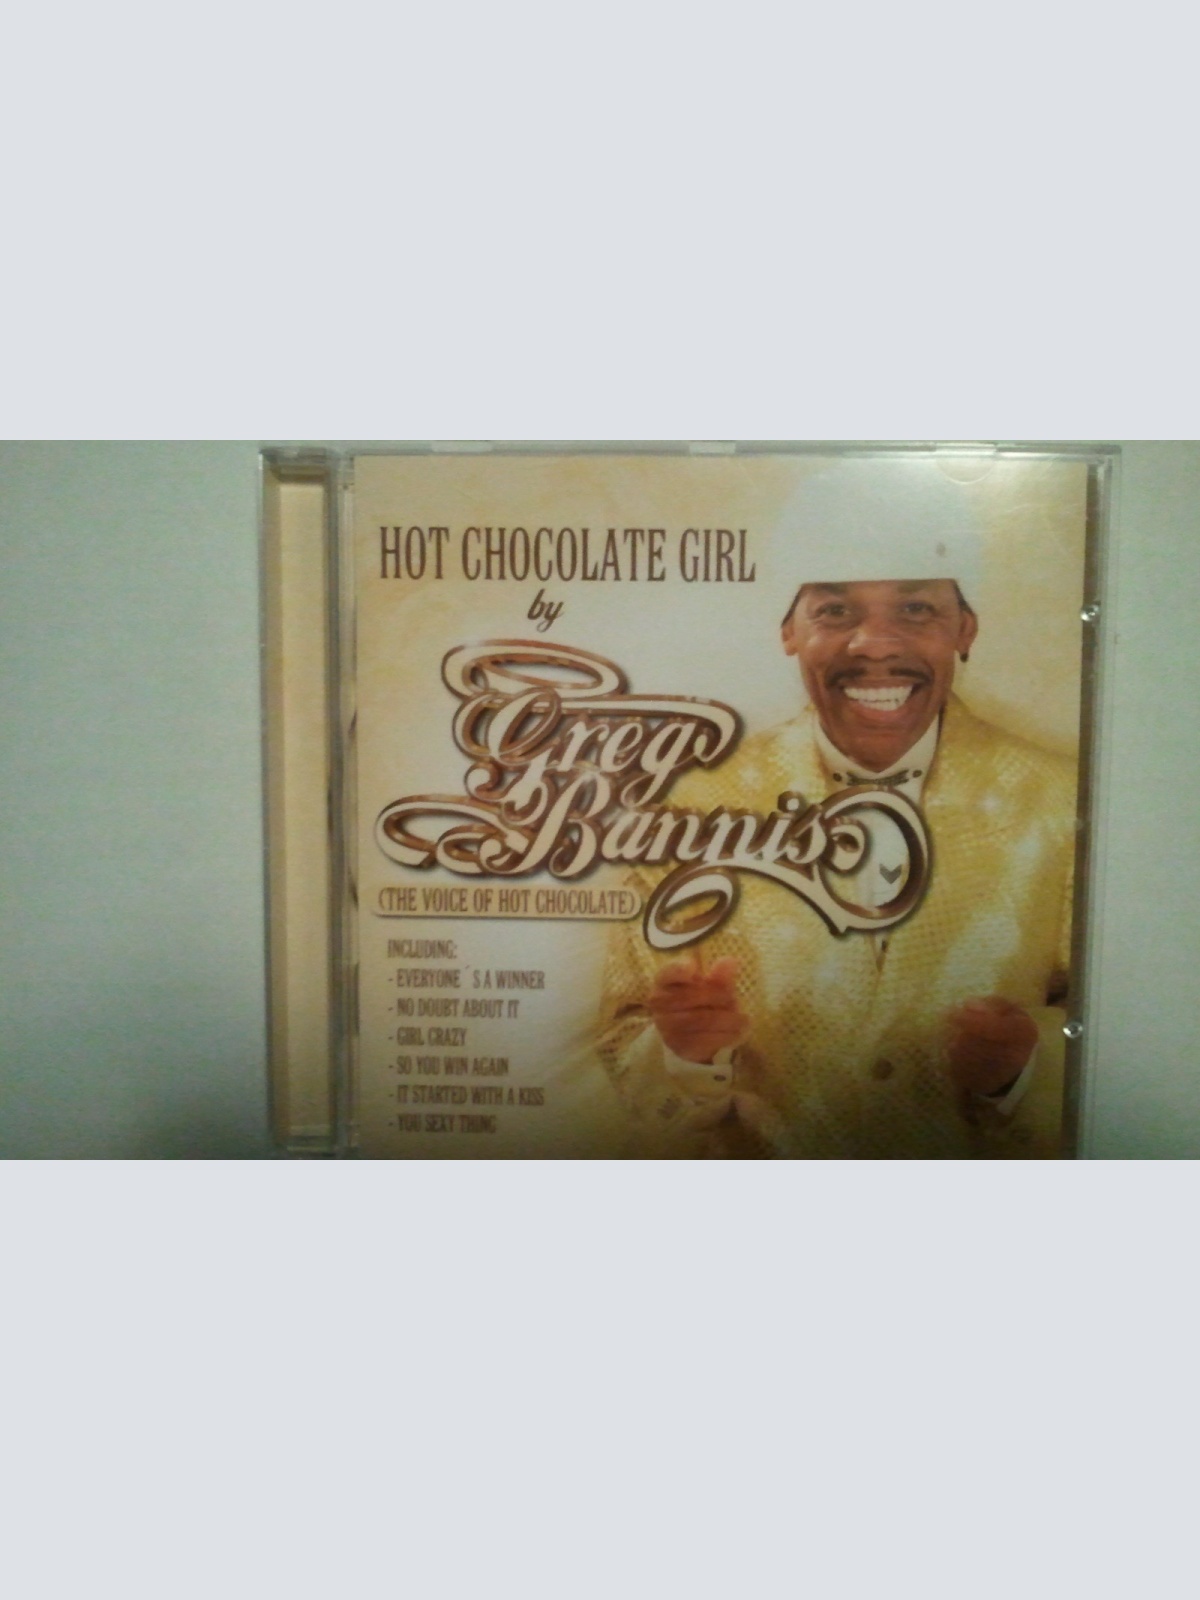 HOT CHOCOLATE GIRL
by
Greg
Bannis
(THE VOICE OF HOT CHOCOLATE)
INCLUDING:
- EVERYONE´S A WINNER
- NO DOUBT ABOUT IT
- GIRL CRAZY
- SO YOU WIN AGAIN
- IT STARTED WITH A KISS
- YOU SEXY THING